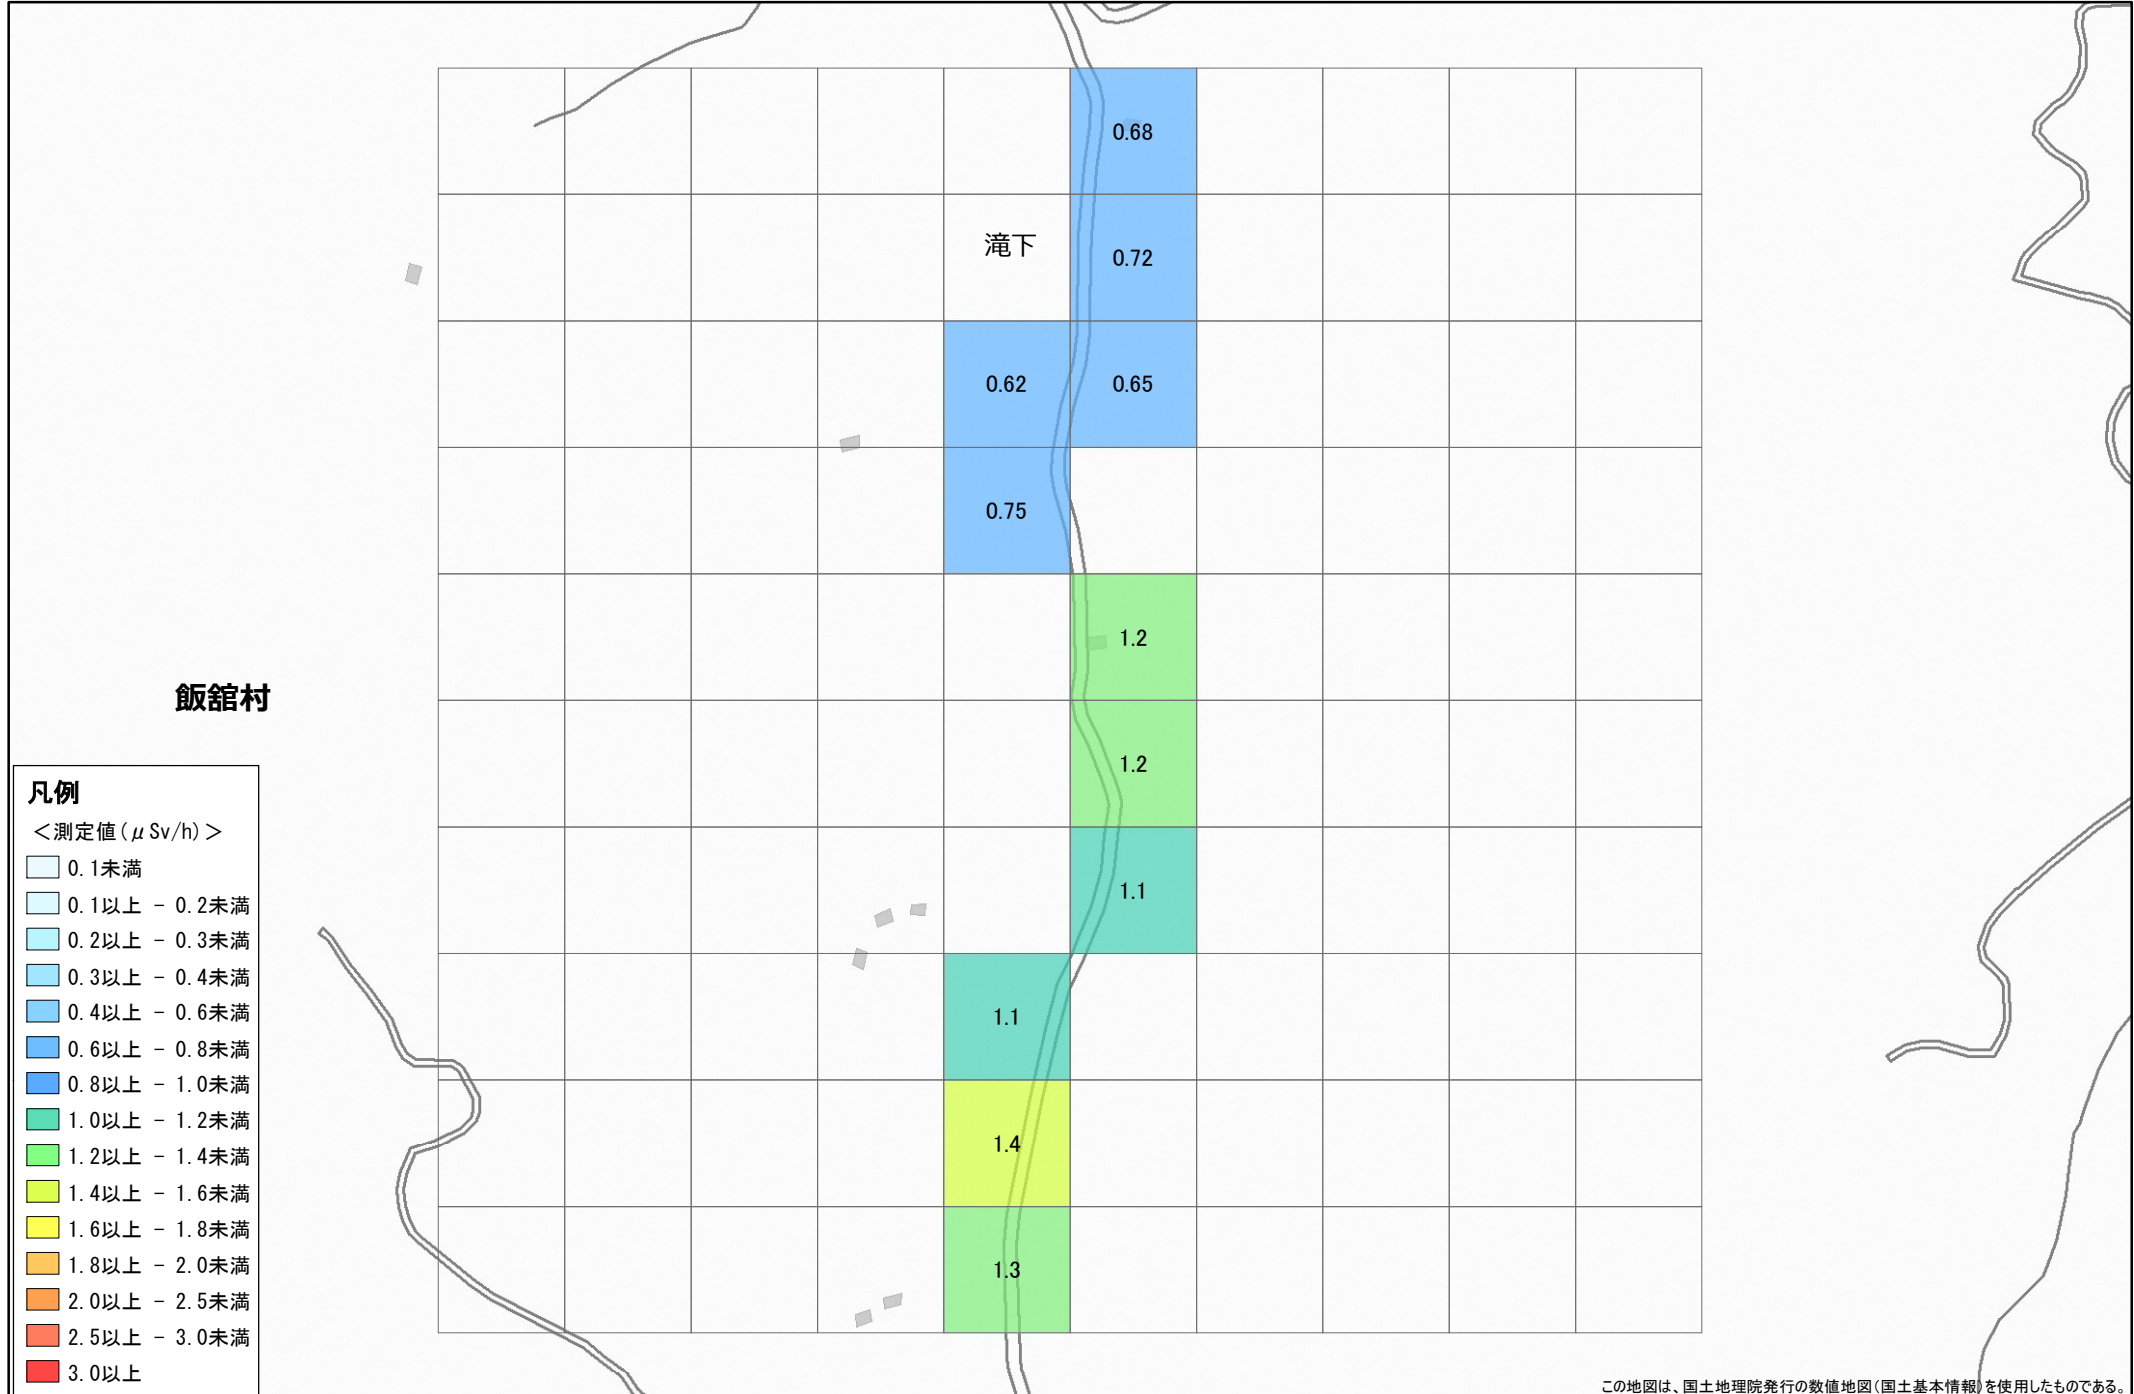 0.68
滝下
0.72
0.62
0.65
0.75
1.2
飯舘村
1.2
1.1
1.1
1.4
1.3
凡例
＜測定値(μSv/h)＞
0.1未満
0.1以上 － 0.2未満
0.2以上 － 0.3未満
0.3以上 － 0.4未満
0.4以上 － 0.6未満
0.6以上 － 0.8未満
0.8以上 － 1.0未満
1.0以上 － 1.2未満
1.2以上 － 1.4未満
1.4以上 － 1.6未満
1.6以上 － 1.8未満
1.8以上 － 2.0未満
2.0以上 － 2.5未満
2.5以上 － 3.0未満
3.0以上
この地図は、国土地理院発行の数値地図(国土基本情報)を使用したものである。